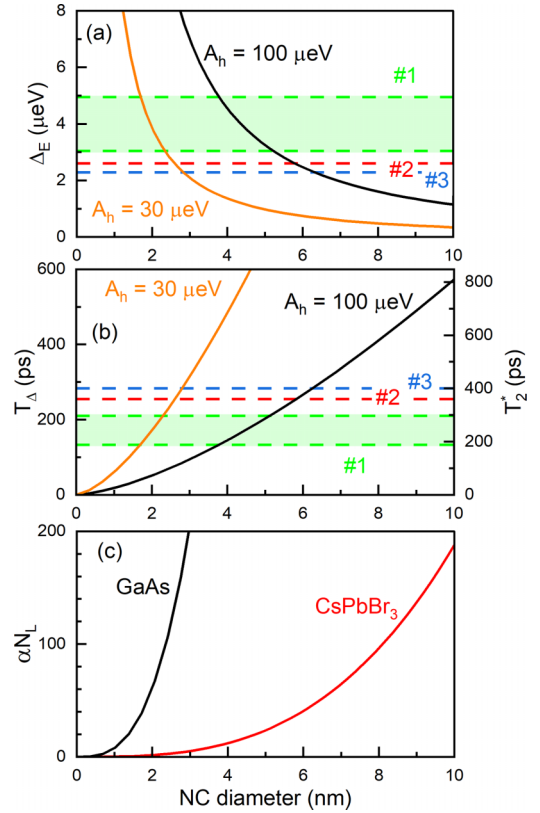 8
(a)
A_h = 100 μeV
#1
6
Δ_E (μeV)
4
#2
#3
2
A_h = 30 μeV
0
0 2 4 6 8 10
600
A_h = 30 μeV
800
A_h = 100 μeV
(b)
600
400
#3
400
T_Δ (ps)
T_2^* (ps)
#2
200
200
#1
0
0
0 2 4 6 8 10
200
(c)
GaAs
CsPbBr_3
αN_L
100
0
0 2 4 6 8 10
NC diameter (nm)